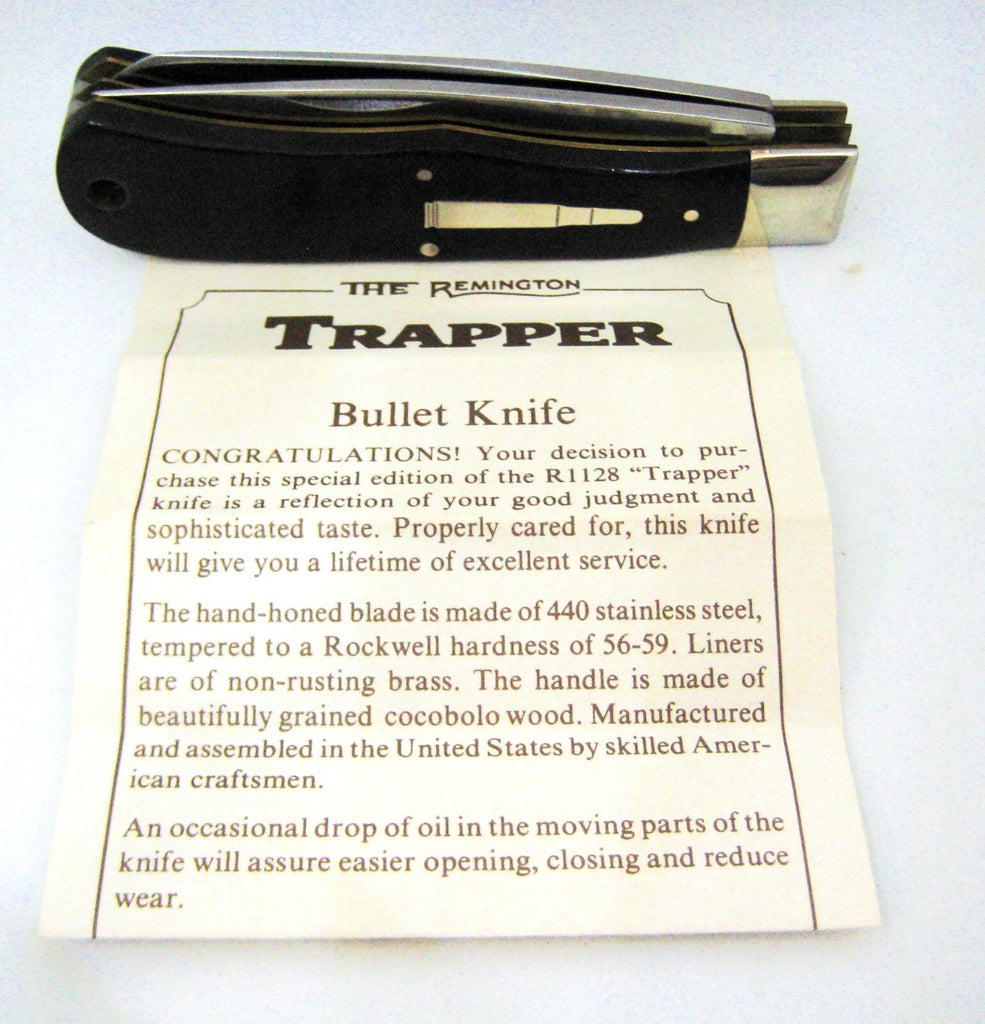 THE REMINGTON
TRAPPER
Bullet Knife
CONGRATULATIONS! Your decision to pur-
chase this special edition of the R1128 “Trapper”
knife is a reflection of your good judgment and
sophisticated taste. Properly cared for, this knife
will give you a lifetime of excellent service.
The hand-honed blade is made of 440 stainless steel,
tempered to a Rockwell hardness of 56-59. Liners
are of non-rusting brass. The handle is made of
beautifully grained cocobolo wood. Manufactured
and assembled in the United States by skilled Amer-
ican craftsmen.
An occasional drop of oil in the moving parts of the
knife will assure easier opening, closing and reduce
wear.